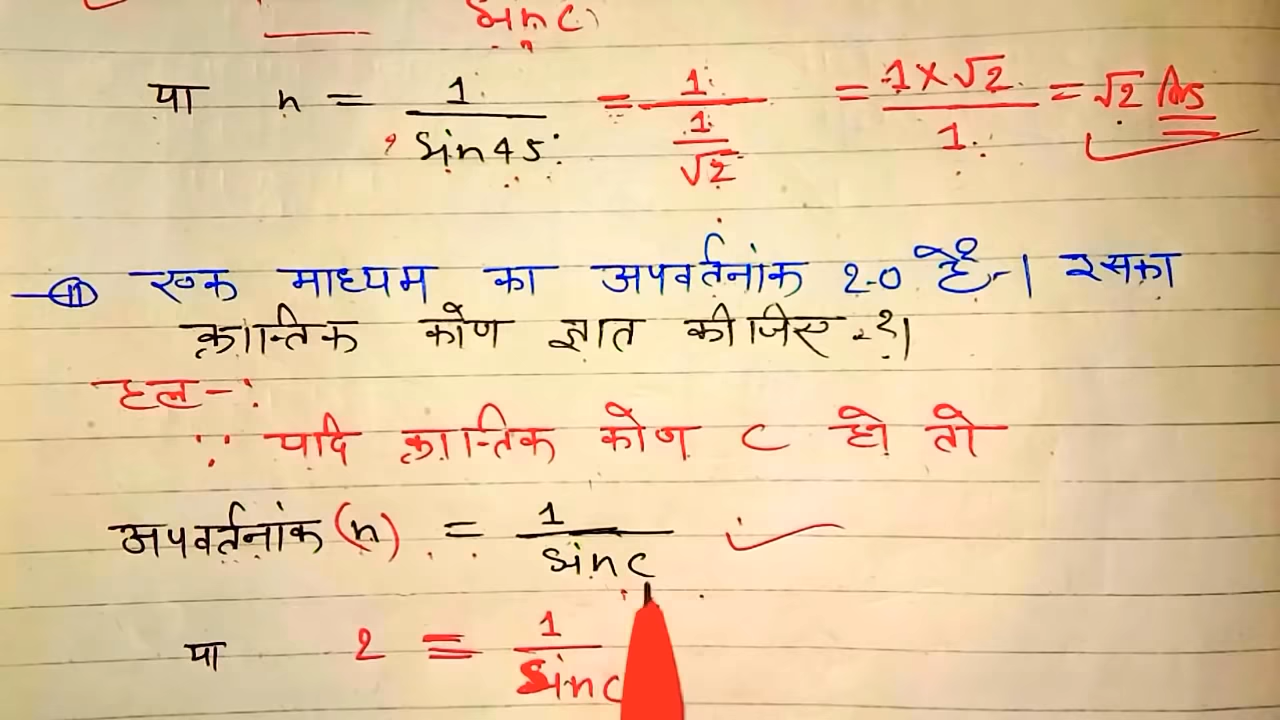 sin c
या n = 1/sin45 = 1/(1/√2) = 1×√2/1 = √2 Ans
(11) एक माध्यम का अपवर्तनांक 2.0 है। इसका
क्रान्तिक कोण ज्ञात कीजिए ?।
हल-:
∵ यदि क्रान्तिक कोण C हो तो
अपवर्तनांक (n) = 1/sinc
या 2 = 1/sinc